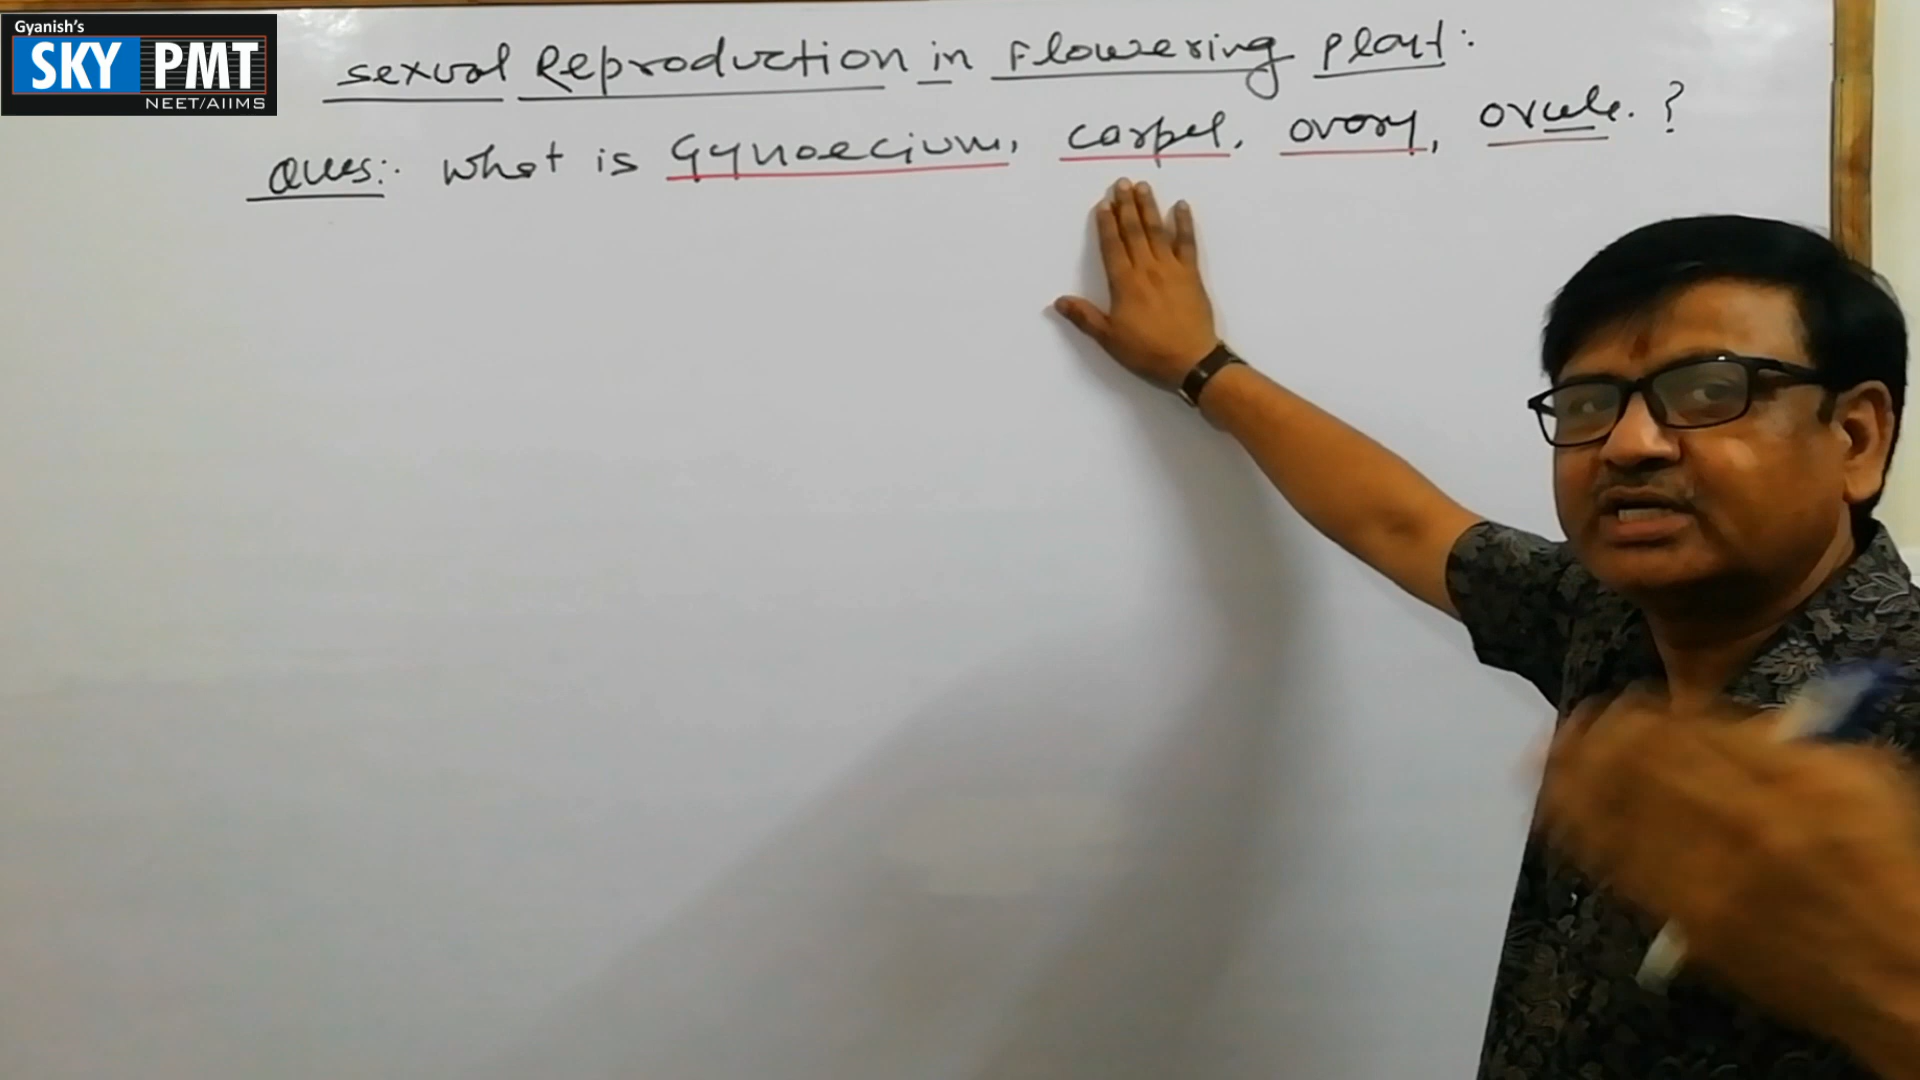 Gyanish's
SKY PMT
NEET/AIIMS
Sexual Reproduction in Flowering Plant:
Ques:. What is Gynoecium, carpel, ovary, ovule. ?